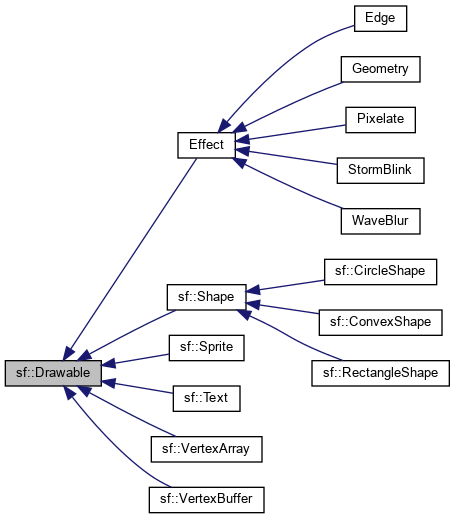 Edge
Geometry
Pixelate
Effect
StormBlink
WaveBlur
sf::CircleShape
sf::Shape
sf::ConvexShape
sf::Sprite
sf::RectangleShape
sf::Drawable
sf::Text
sf::VertexArray
sf::VertexBuffer